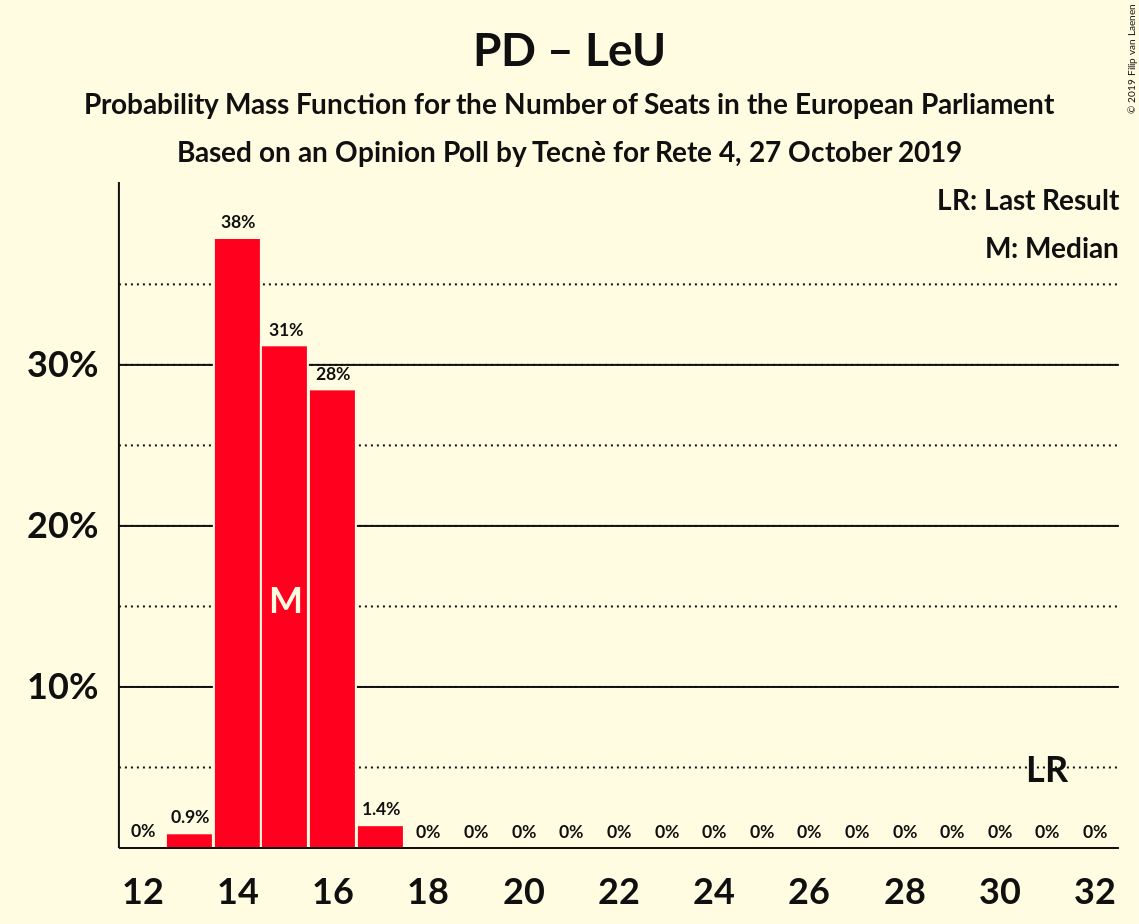 PD – LeU
Probability Mass Function for the Number of Seats in the European Parliament
Based on an Opinion Poll by Tecnè for Rete 4, 27 October 2019
© 2019 Filip van Laenen
LR: Last Result
M: Median
38%
31%
30%
28%
20%
M
10%
LR
0% 0.9% 1.4% 0% 0% 0% 0% 0% 0% 0% 0% 0% 0% 0% 0% 0% 0% 0%
12 14 16 18 20 22 24 26 28 30 32